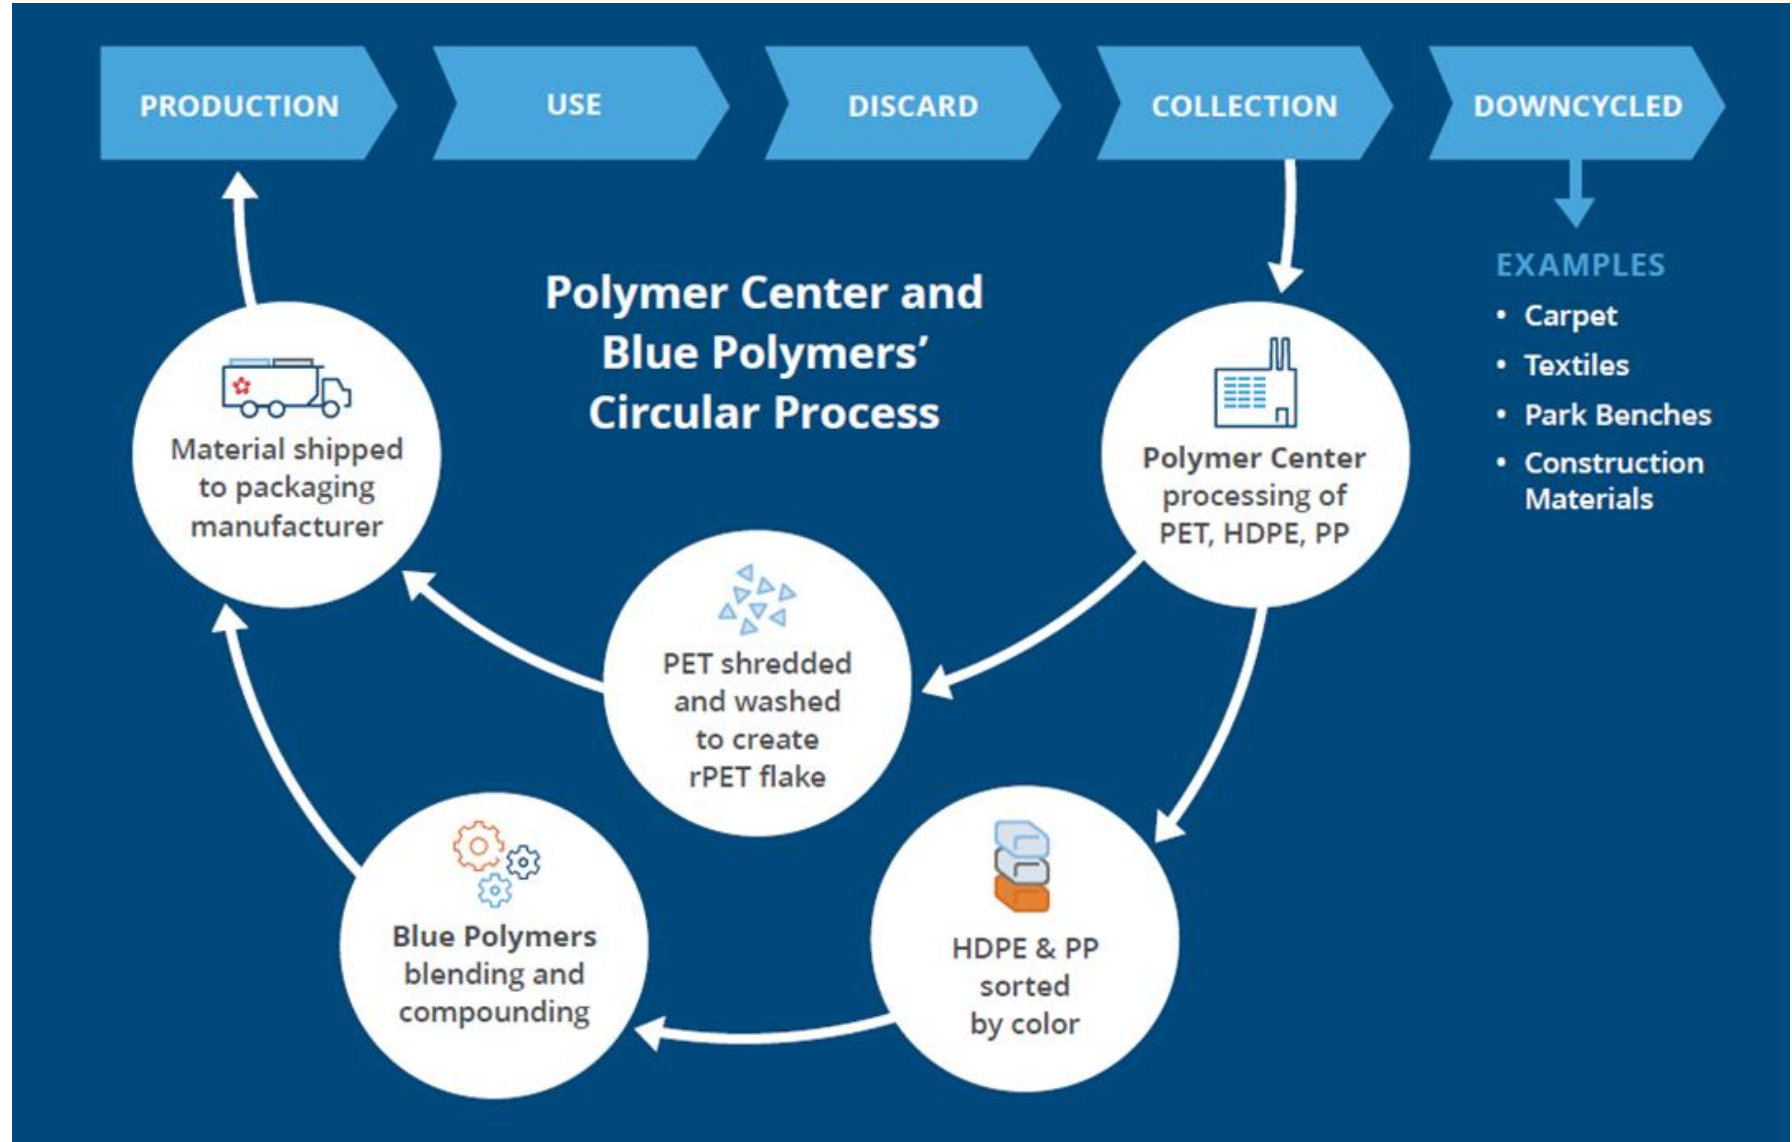 PRODUCTION
USE
DISCARD
COLLECTION
DOWNCYCLED
Polymer Center and
Blue Polymers’
Circular Process
EXAMPLES
• Carpet
• Textiles
• Park Benches
• Construction
Materials
Material shipped
to packaging
manufacturer
Polymer Center
processing of
PET, HDPE, PP
PET shredded
and washed
to create
rPET flake
Blue Polymers
blending and
compounding
HDPE & PP
sorted
by color